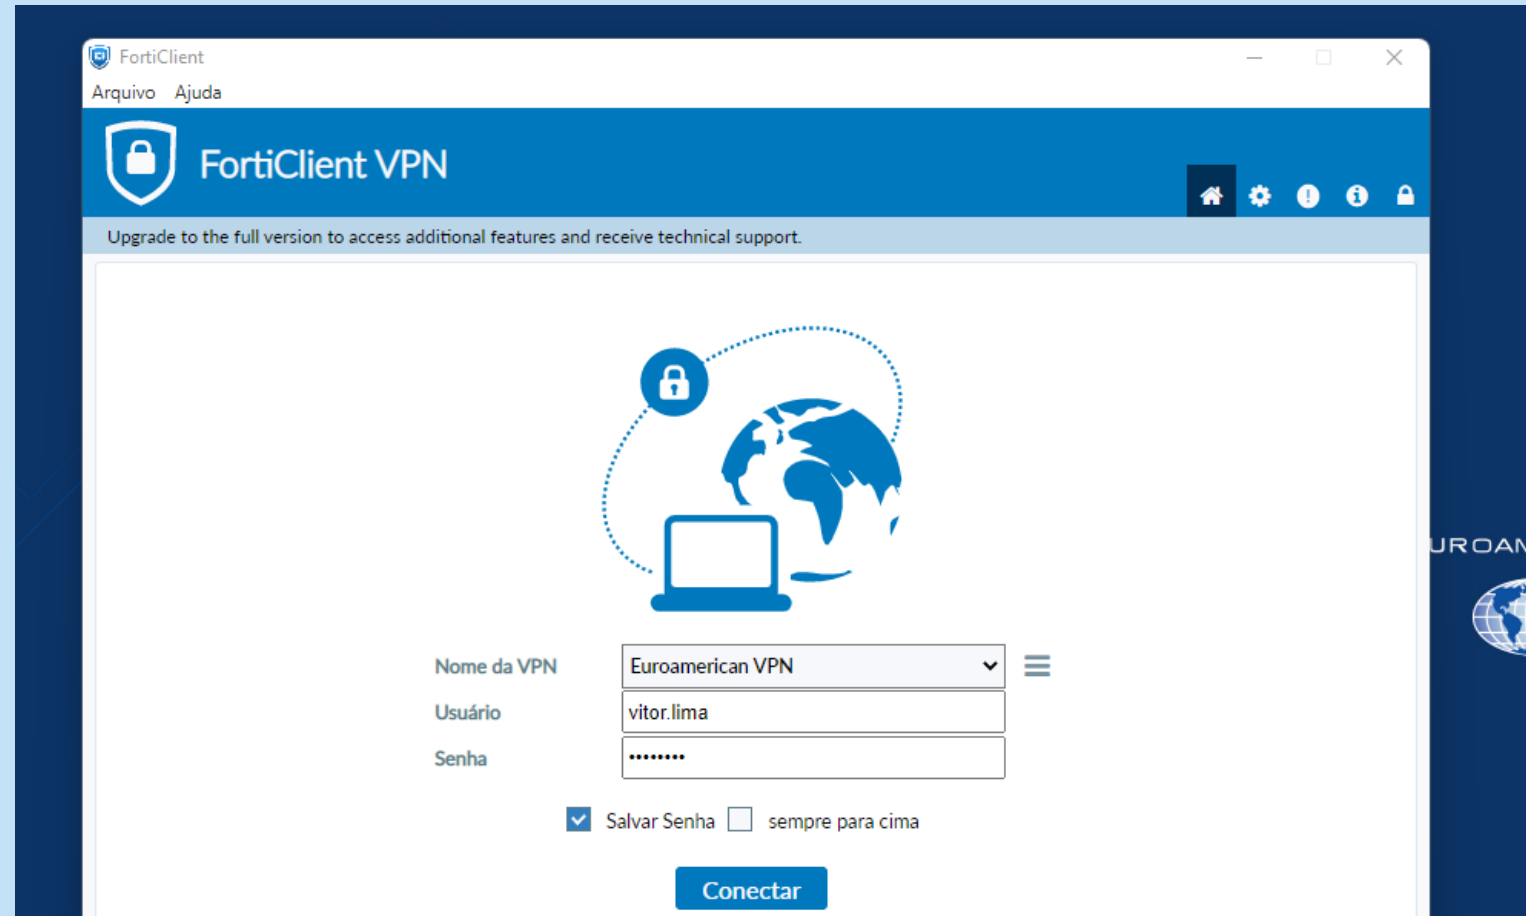 FortiClient
Arquivo Ajuda
FortiClient VPN
Upgrade to the full version to access additional features and receive technical support.
UROAM
Nome da VPN Euroamerican VPN
Usuário vitor.lima
Senha ••••••••
Salvar Senha sempre para cima
Conectar